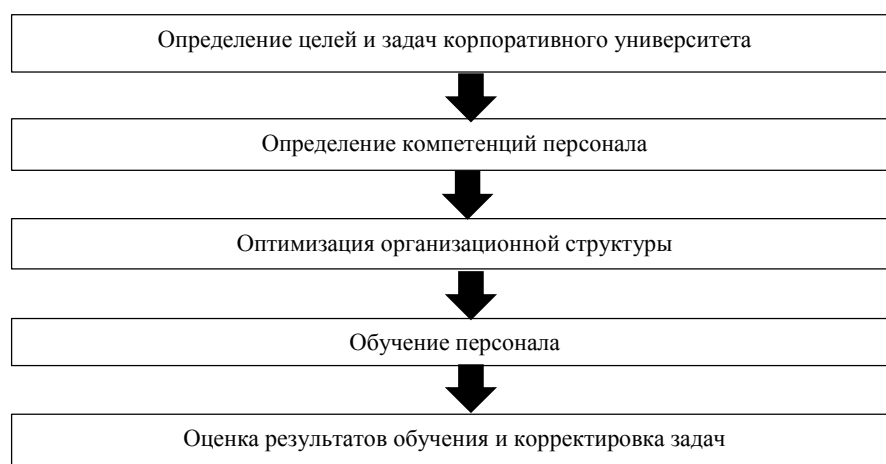 Определение целей и задач корпоративного университета
Определение компетенций персонала
Оптимизация организационной структуры
Обучение персонала
Оценка результатов обучения и корректировка задач